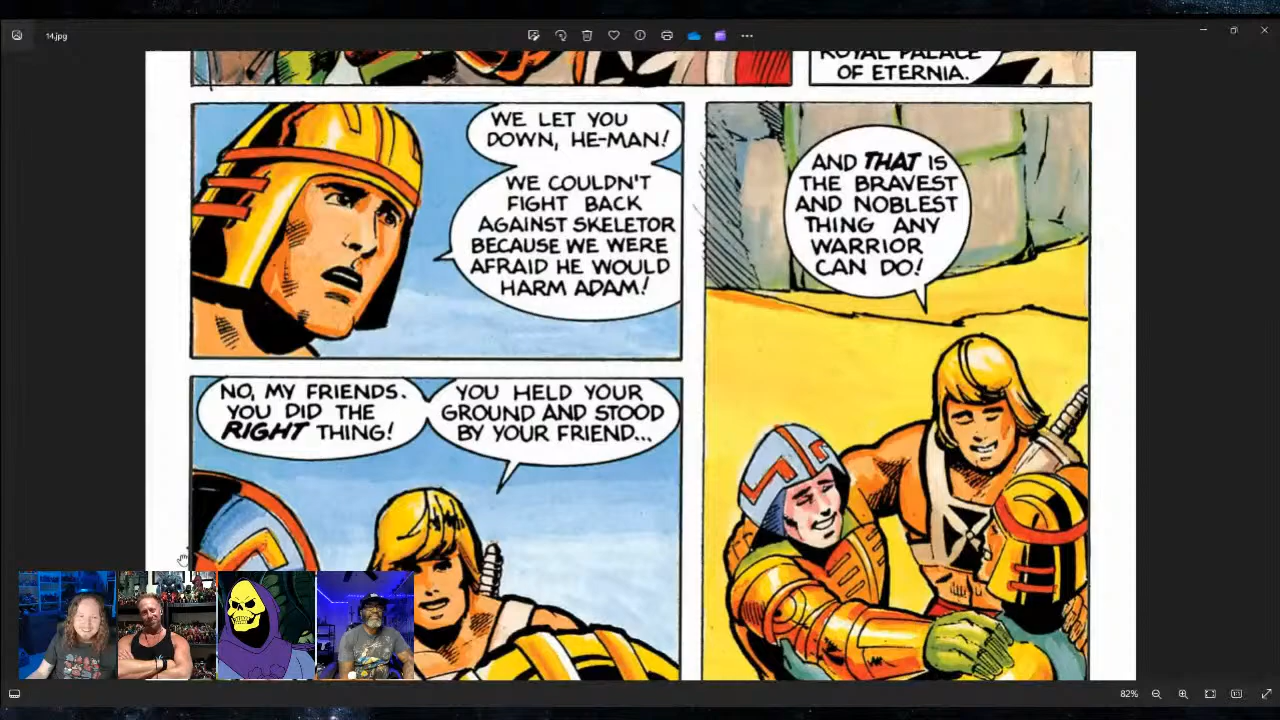 14.jpg
ROYAL PALACE
OF ETERNIA.
WE LET YOU
DOWN, HE-MAN!
WE COULDN'T
FIGHT BACK
AGAINST SKELETOR
BECAUSE WE WERE
AFRAID HE WOULD
HARM ADAM!
NO, MY FRIENDS.
YOU DID THE
RIGHT THING!
YOU HELD YOUR
GROUND AND STOOD
BY YOUR FRIEND...
AND THAT IS
THE BRAVEST
AND NOBLEST
THING ANY
WARRIOR
CAN DO!
82%